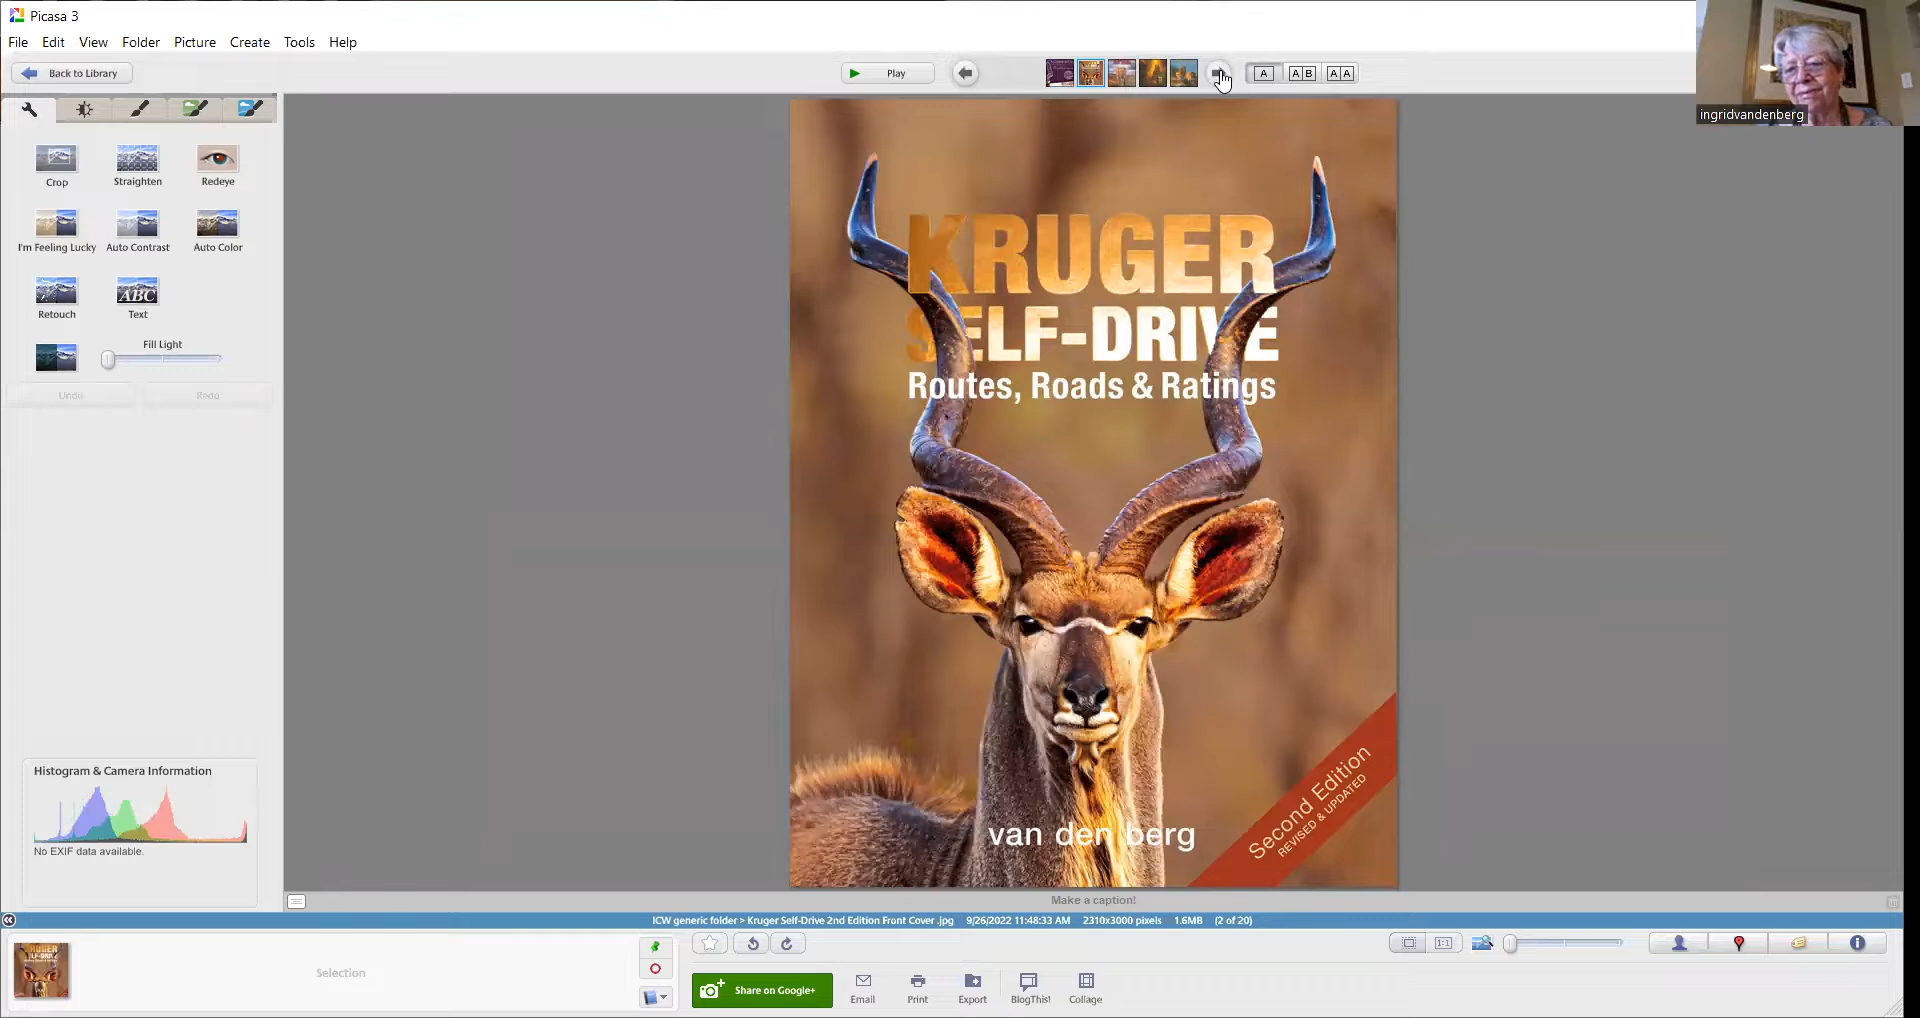 Picasa 3
File Edit View Folder Picture Create Tools Help
Back to Library
Play
A
A B
A A
ingridvandenberg
Crop
Straighten
Redeye
I'm Feeling Lucky
Auto Contrast
Auto Color
ABC
Retouch
Text
Fill Light
Undo
Redo
KRUGER
SELF-DRIVE
Routes, Roads & Ratings
van den berg
Second Edition
REVISED & UPDATED
Histogram & Camera Information
No EXIF data available.
Make a caption!
ICW generic folder > Kruger Self-Drive 2nd Edition Front Cover .jpg 9/26/2022 11:48:33 AM 2310x3000 pixels 1.6MB (2 of 20)
KRUGER
Selection
1:1
Share on Google+
Email
Print
Export
BlogThis!
Collage